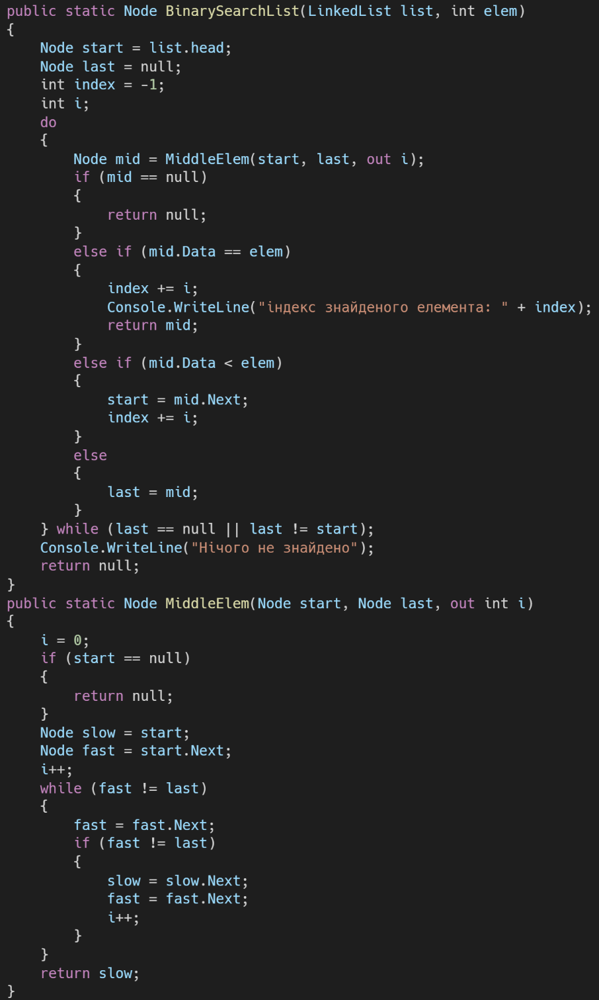 public static Node BinarySearchList(LinkedList list, int elem)
{
    Node start = list.head;
    Node last = null;
    int index = -1;
    int i;
    do
    {
        Node mid = MiddleElem(start, last, out i);
        if (mid == null)
        {
            return null;
        }
        else if (mid.Data == elem)
        {
            index += i;
            Console.WriteLine("індекс знайденого елемента: " + index);
            return mid;
        }
        else if (mid.Data < elem)
        {
            start = mid.Next;
            index += i;
        }
        else
        {
            last = mid;
        }
    } while (last == null || last != start);
    Console.WriteLine("Нічого не знайдено");
    return null;
}
public static Node MiddleElem(Node start, Node last, out int i)
{
    i = 0;
    if (start == null)
    {
        return null;
    }
    Node slow = start;
    Node fast = start.Next;
    i++;
    while (fast != last)
    {
        fast = fast.Next;
        if (fast != last)
        {
            slow = slow.Next;
            fast = fast.Next;
            i++;
        }
    }
    return slow;
}